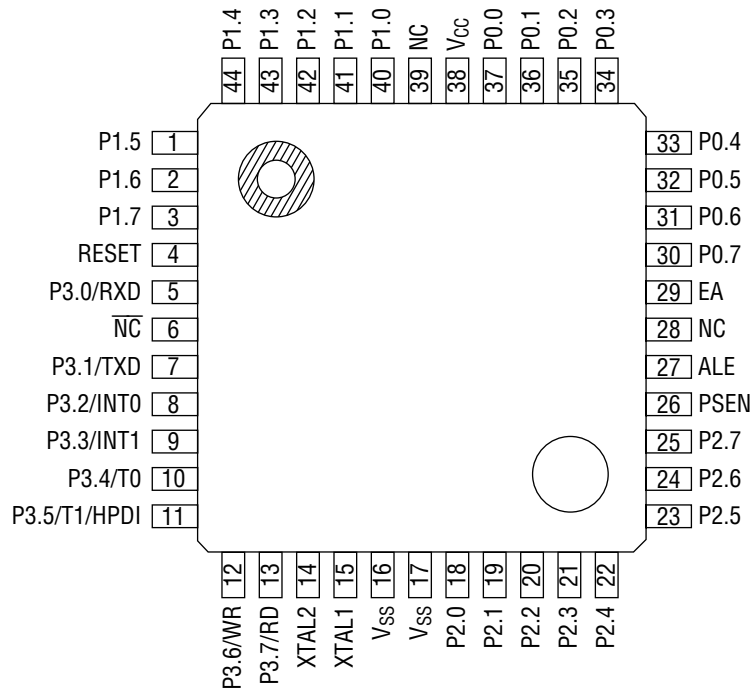 P1.4 P1.3 P1.2 P1.1 P1.0 NC VCC P0.0 P0.1 P0.2 P0.3
44 43 42 41 40 39 38 37 36 35 34
P1.5 1 33 P0.4
P1.6 2 32 P0.5
P1.7 3 31 P0.6
RESET 4 30 P0.7
P3.0/RXD 5 29 EA
NC 6 28 NC
P3.1/TXD 7 27 ALE
P3.2/INT0 8 26 PSEN
P3.3/INT1 9 25 P2.7
P3.4/T0 10 24 P2.6
P3.5/T1/HPDI 11 23 P2.5
12 13 14 15 16 17 18 19 20 21 22
P3.6/WR P3.7/RD XTAL2 XTAL1 VSS VSS P2.0 P2.1 P2.2 P2.3 P2.4